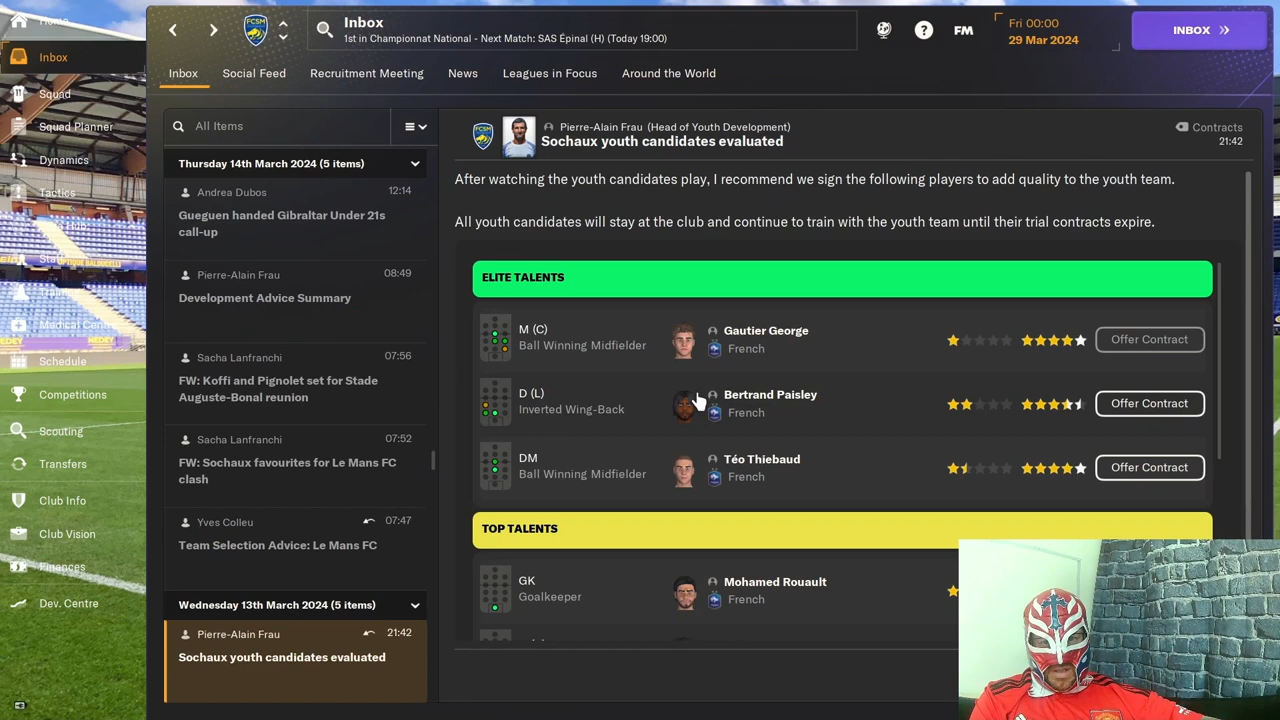 Home
Inbox
Squad
Squad Planner
Dynamics
Tactics
Schedule
Competitions
Scouting
Transfers
Club Info
Club Vision
Finances
Dev. Centre
FCSM
Inbox
1st in Championnat National - Next Match: SAS Épinal (H) (Today 19:00)
FM
Fri 00:00
29 Mar 2024
INBOX
Inbox
Social Feed
Recruitment Meeting
News
Leagues in Focus
Around the World
All Items
Thursday 14th March 2024 (5 items)
Andrea Dubos 12:14
Gueguen handed Gibraltar Under 21s
call-up
Pierre-Alain Frau 08:49
Development Advice Summary
Sacha Lanfranchi 07:56
FW: Koffi and Pignolet set for Stade
Auguste-Bonal reunion
Sacha Lanfranchi 07:52
FW: Sochaux favourites for Le Mans FC
clash
Yves Colleu 07:47
Team Selection Advice: Le Mans FC
Wednesday 13th March 2024 (5 items)
Pierre-Alain Frau 21:42
Sochaux youth candidates evaluated
FCSM
Pierre-Alain Frau (Head of Youth Development)
Sochaux youth candidates evaluated
Contracts
21:42
After watching the youth candidates play, I recommend we sign the following players to add quality to the youth team.
All youth candidates will stay at the club and continue to train with the youth team until their trial contracts expire.
ELITE TALENTS
M (C)
Ball Winning Midfielder
Gautier George
French
Offer Contract
D (L)
Inverted Wing-Back
Bertrand Paisley
French
Offer Contract
DM
Ball Winning Midfielder
Téo Thiebaud
French
Offer Contract
TOP TALENTS
GK
Goalkeeper
Mohamed Rouault
French